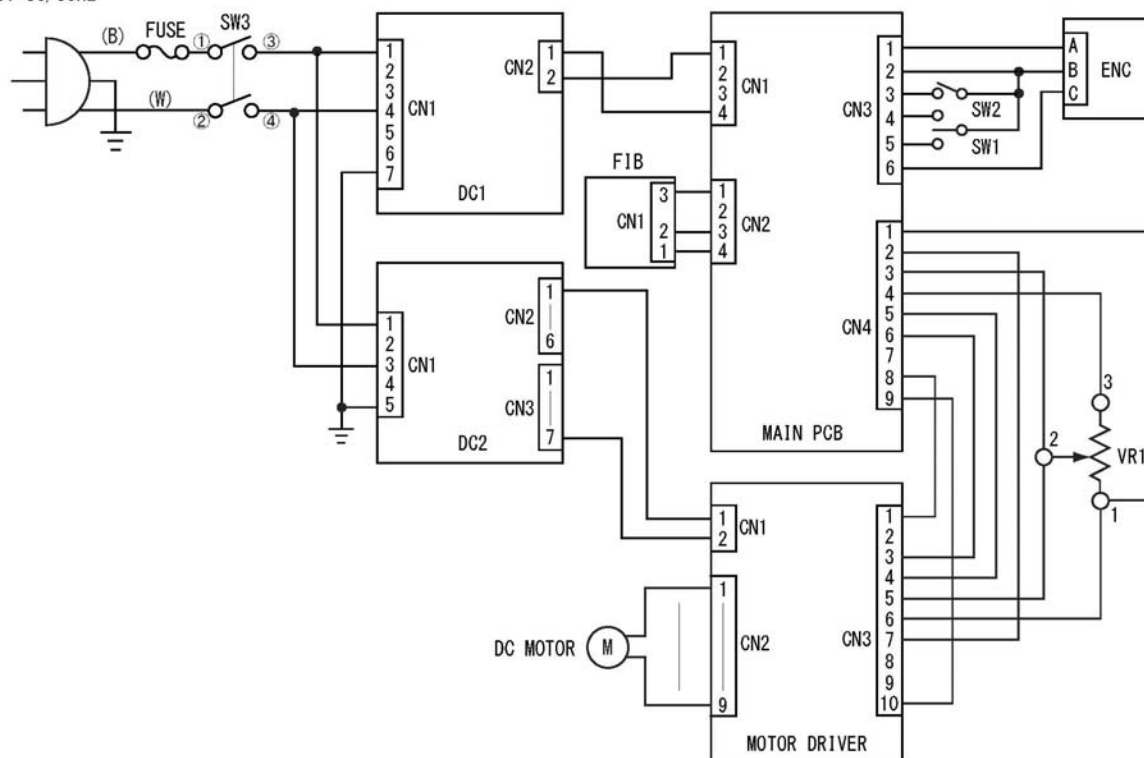 (B) FUSE ① SW3 ③
(W) ② ④
1
2
3
4
5
6
7
CN1
DC1
CN2
1
2
1
2
3
4
CN1
MAIN PCB
FIB
CN1
3
2
1
1
2
3
4
CN2
CN3
1
2
3
4
5
6
SW2
SW1
A
B
C
ENC
CN4
1
2
3
4
5
6
7
8
9
3
2
1
VR1
1
2
3
4
5
CN1
DC2
CN2
1
6
CN3
1
7
1
2
CN1
DC MOTOR
M
1
9
CN2
MOTOR DRIVER
CN3
1
2
3
4
5
6
7
8
9
10